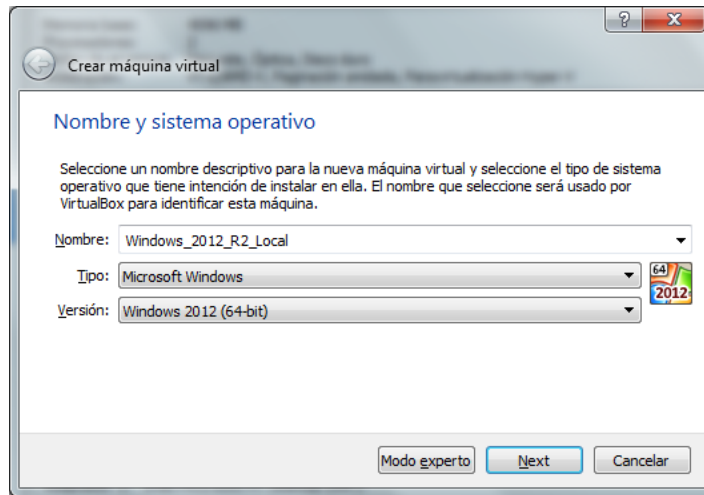 ?
X
Crear máquina virtual
Nombre y sistema operativo
Seleccione un nombre descriptivo para la nueva máquina virtual y seleccione el tipo de sistema
operativo que tiene intención de instalar en ella. El nombre que seleccione será usado por
VirtualBox para identificar esta máquina.
Nombre: Windows_2012_R2_Local
Tipo: Microsoft Windows
64
2012
Versión: Windows 2012 (64-bit)
Modo experto Next Cancelar